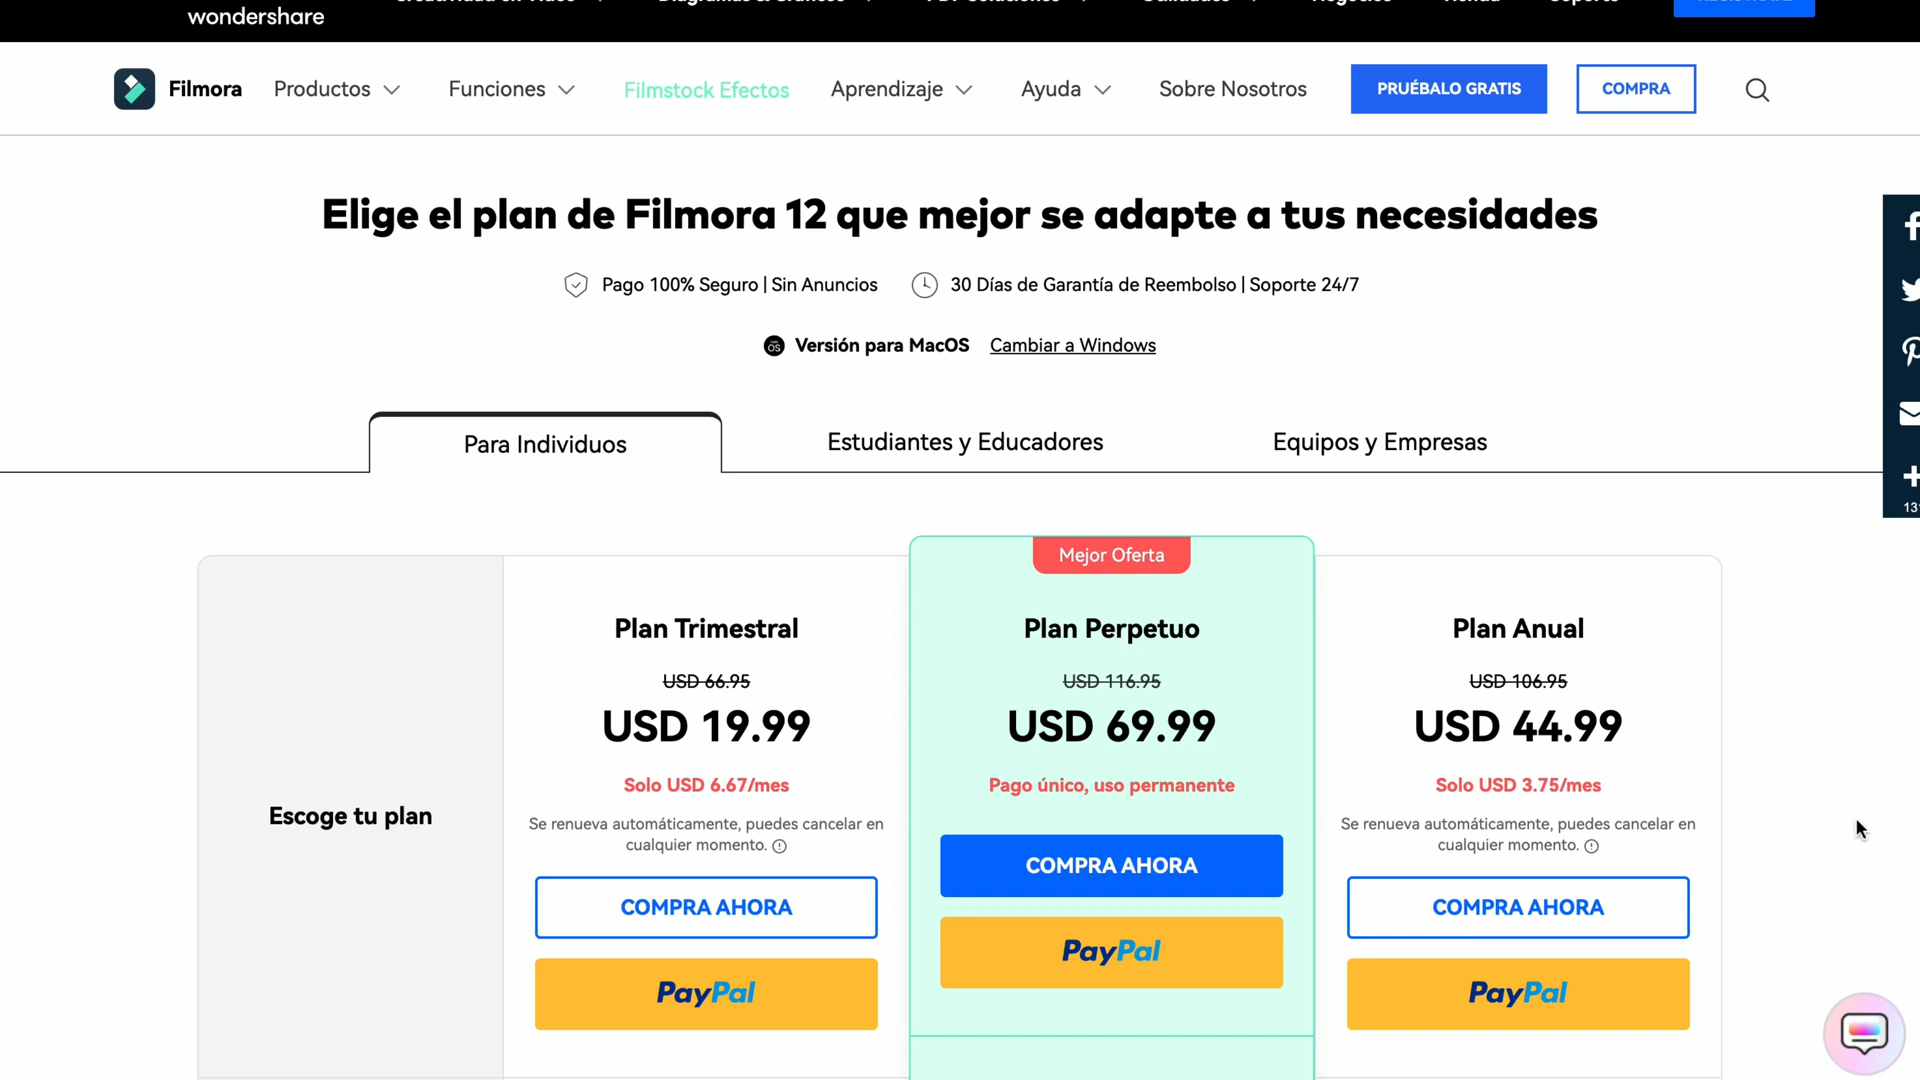 wondershare
Filmora
Productos
Funciones
Filmstock Efectos
Aprendizaje
Ayuda
Sobre Nosotros
PRUÉBALO GRATIS
COMPRA
Elige el plan de Filmora 12 que mejor se adapte a tus necesidades
Pago 100% Seguro | Sin Anuncios
30 Días de Garantía de Reembolso | Soporte 24/7
Versión para MacOS
Cambiar a Windows
Para Individuos
Estudiantes y Educadores
Equipos y Empresas
Escoge tu plan
Plan Trimestral
USD 66.95
USD 19.99
Solo USD 6.67/mes
Se renueva automáticamente, puedes cancelar en
cualquier momento.
COMPRA AHORA
PayPal
Mejor Oferta
Plan Perpetuo
USD 116.95
USD 69.99
Pago único, uso permanente
COMPRA AHORA
PayPal
Plan Anual
USD 106.95
USD 44.99
Solo USD 3.75/mes
Se renueva automáticamente, puedes cancelar en
cualquier momento.
COMPRA AHORA
PayPal